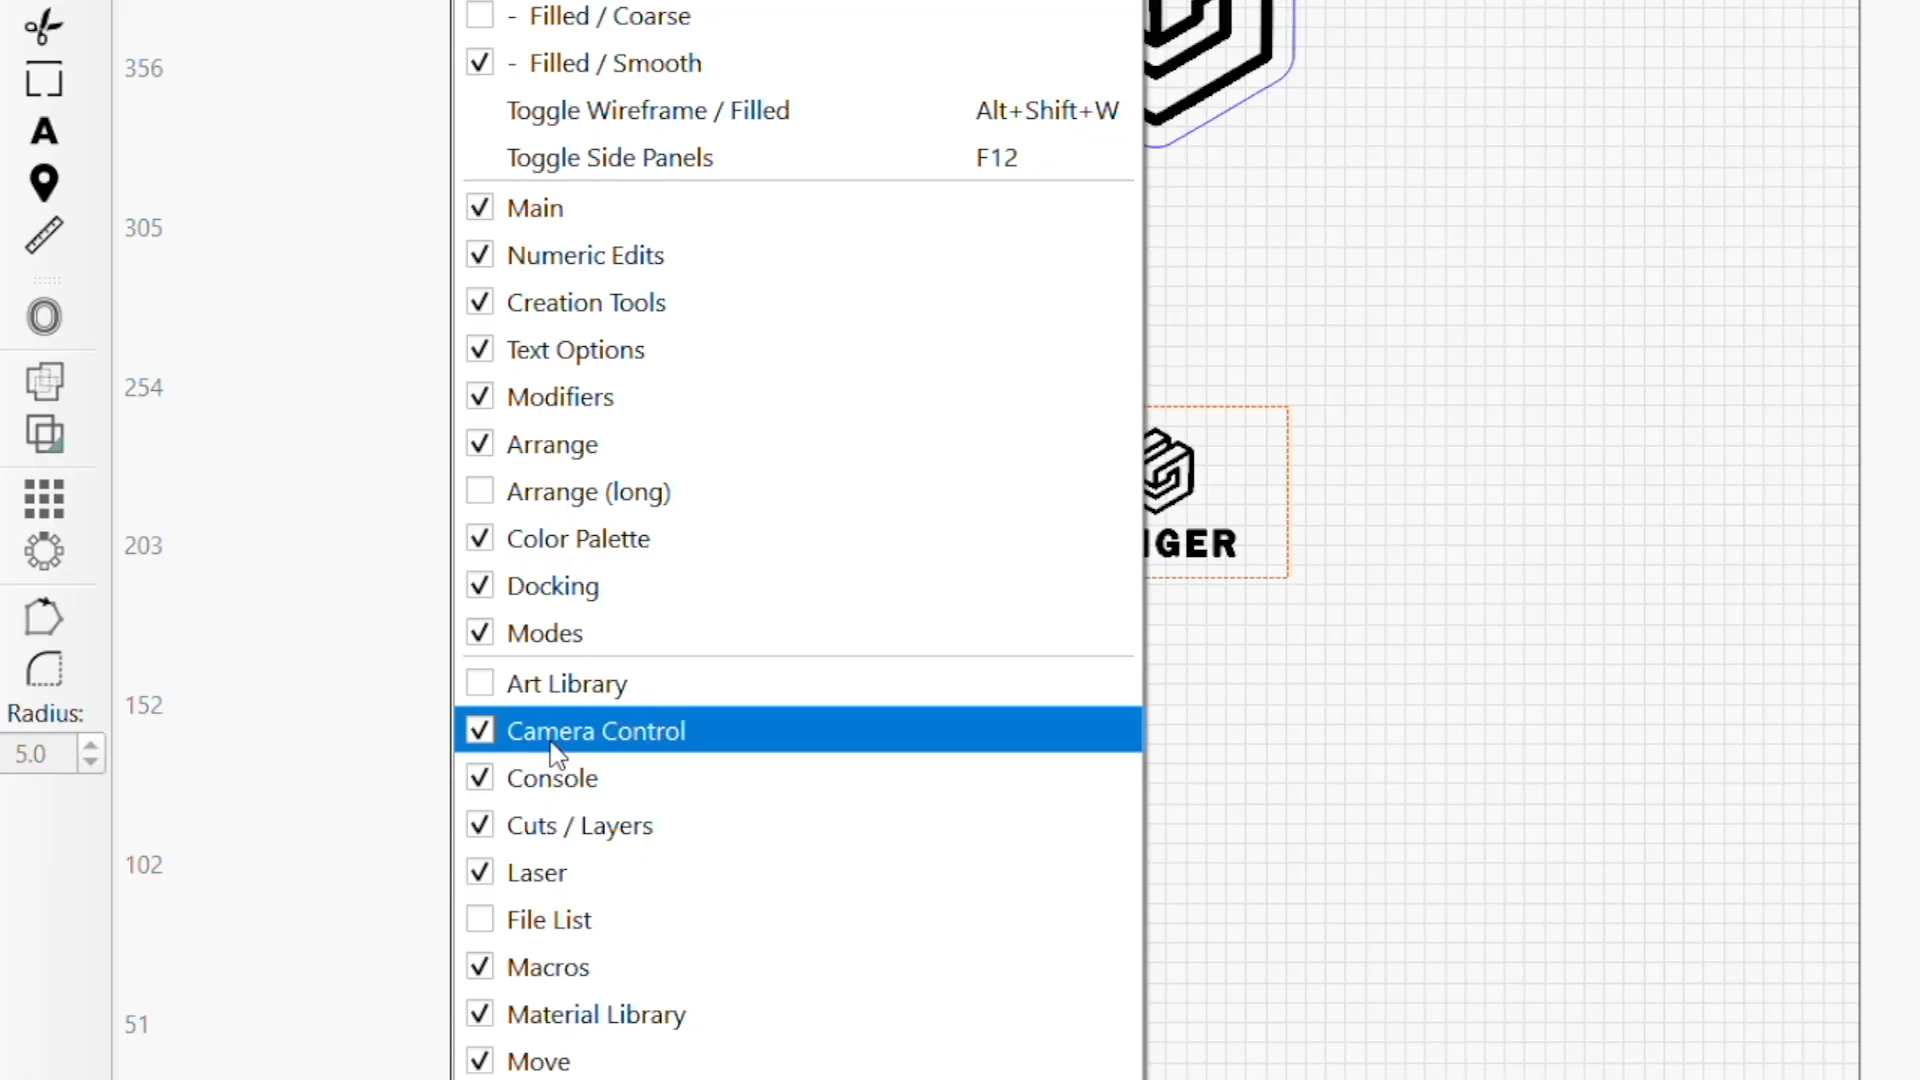 - Filled / Coarse
- Filled / Smooth
Toggle Wireframe / Filled Alt+Shift+W
Toggle Side Panels F12
Main
Numeric Edits
Creation Tools
Text Options
Modifiers
Arrange
Arrange (long)
Color Palette
Docking
Modes
Art Library
Camera Control
Console
Cuts / Layers
Laser
File List
Macros
Material Library
Move
356
305
254
203
152
102
51
Radius:
5.0
GER